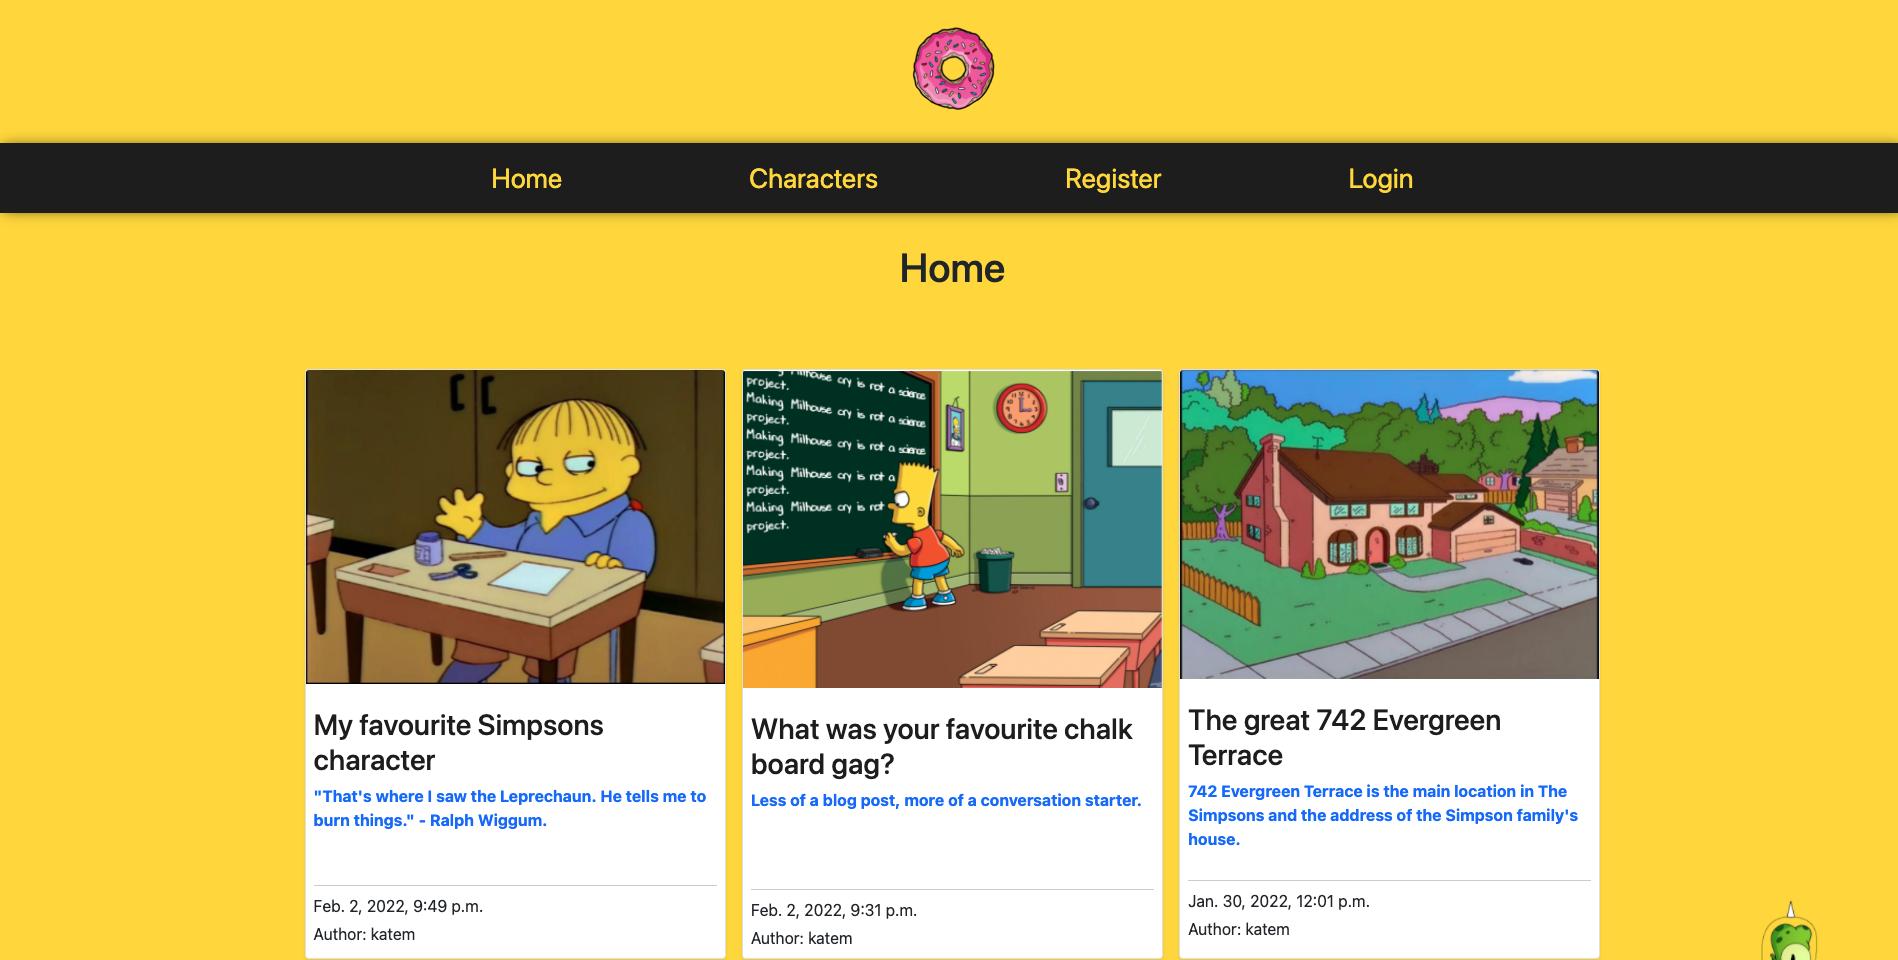 Home
Characters
Register
Login
Home
Making Milhouse cry is not a science
project.
Making Milhouse cry is not a science
project.
Making Milhouse cry is not a science
project.
Making Milhouse cry is not a
project.
Making Milhouse cry is not
project.
My favourite Simpsons
character
"That's where I saw the Leprechaun. He tells me to
burn things." - Ralph Wiggum.
Feb. 2, 2022, 9:49 p.m.
Author: katem
What was your favourite chalk
board gag?
Less of a blog post, more of a conversation starter.
Feb. 2, 2022, 9:31 p.m.
Author: katem
The great 742 Evergreen
Terrace
742 Evergreen Terrace is the main location in The
Simpsons and the address of the Simpson family's
house.
Jan. 30, 2022, 12:01 p.m.
Author: katem